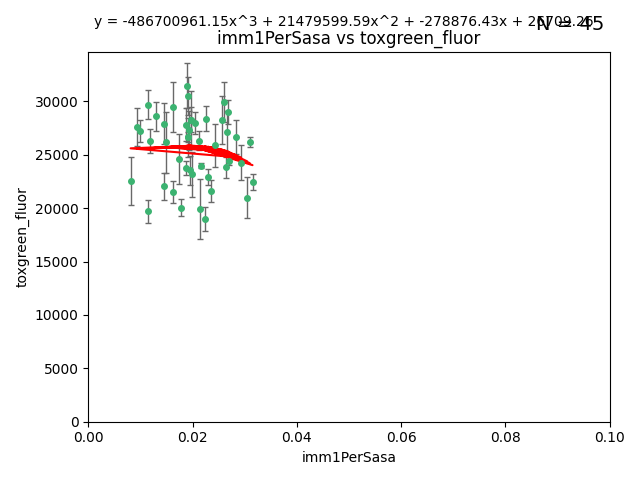 y = -486700961.15x^3 + 21479599.59x^2 + -278876.43x + 26709.26
N = 45
imm1PerSasa vs toxgreen_fluor
30000
25000
20000
15000
10000
5000
0
toxgreen_fluor
0.00 0.02 0.04 0.06 0.08 0.10
imm1PerSasa